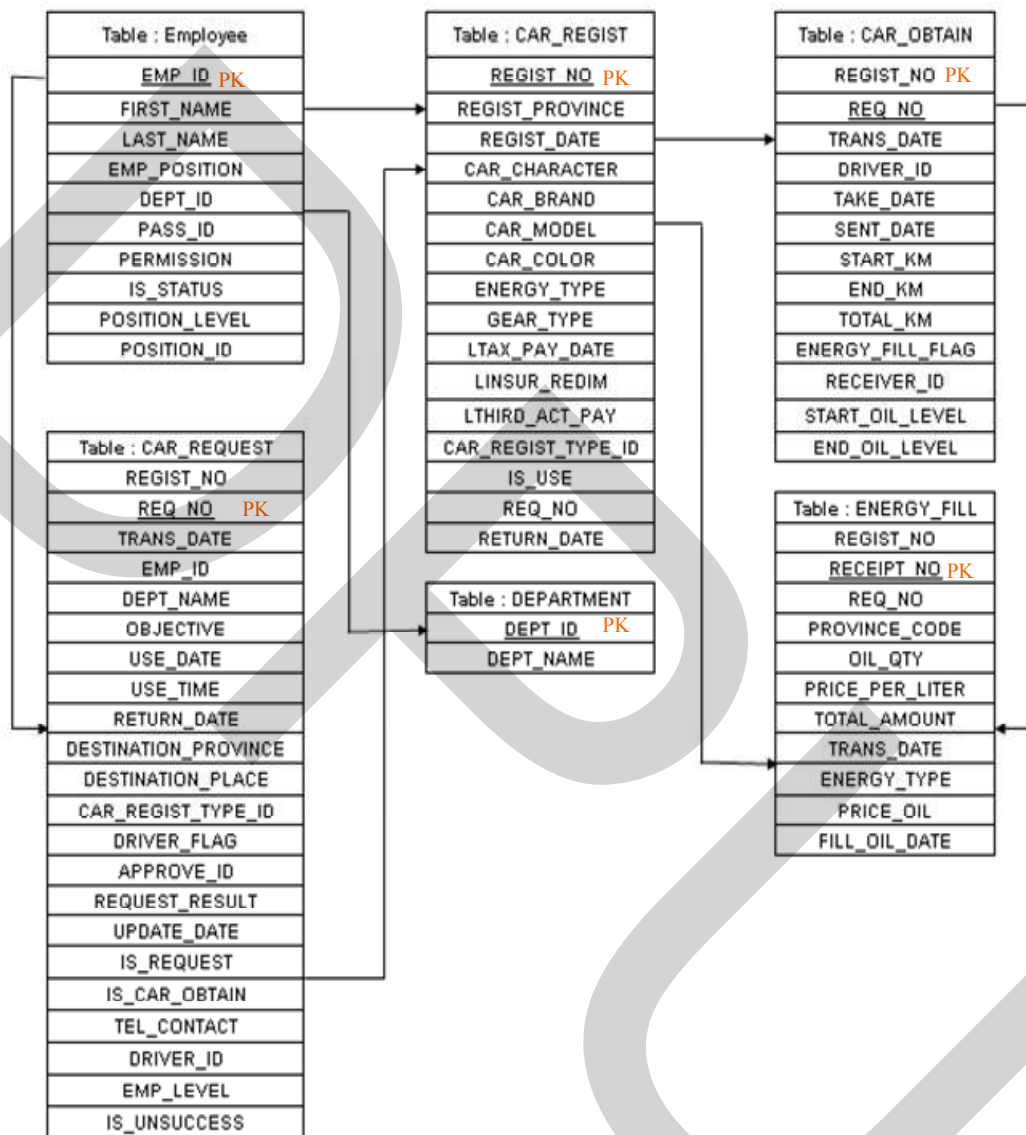 Table : Employee
EMP_ID PK
FIRST_NAME
LAST_NAME
EMP_POSITION
DEPT_ID
PASS_ID
PERMISSION
IS_STATUS
POSITION_LEVEL
POSITION_ID
Table : CAR_REQUEST
REGIST_NO
REQ_NO PK
TRANS_DATE
EMP_ID
DEPT_NAME
OBJECTIVE
USE_DATE
USE_TIME
RETURN_DATE
DESTINATION_PROVINCE
DESTINATION_PLACE
CAR_REGIST_TYPE_ID
DRIVER_FLAG
APPROVE_ID
REQUEST_RESULT
UPDATE_DATE
IS_REQUEST
IS_CAR_OBTAIN
TEL_CONTACT
DRIVER_ID
EMP_LEVEL
IS_UNSUCCESS
Table : CAR_REGIST
REGIST_NO PK
REGIST_PROVINCE
REGIST_DATE
CAR_CHARACTER
CAR_BRAND
CAR_MODEL
CAR_COLOR
ENERGY_TYPE
GEAR_TYPE
LTAX_PAY_DATE
LINSUR_REDIM
LTHIRD_ACT_PAY
CAR_REGIST_TYPE_ID
IS_USE
REQ_NO
RETURN_DATE
Table : DEPARTMENT
DEPT_ID PK
DEPT_NAME
Table : CAR_OBTAIN
REGIST_NO PK
REQ_NO
TRANS_DATE
DRIVER_ID
TAKE_DATE
SENT_DATE
START_KM
END_KM
TOTAL_KM
ENERGY_FILL_FLAG
RECEIVER_ID
START_OIL_LEVEL
END_OIL_LEVEL
Table : ENERGY_FILL
REGIST_NO
RECEIPT_NO PK
REQ_NO
PROVINCE_CODE
OIL_QTY
PRICE_PER_LITER
TOTAL_AMOUNT
TRANS_DATE
ENERGY_TYPE
PRICE_OIL
FILL_OIL_DATE